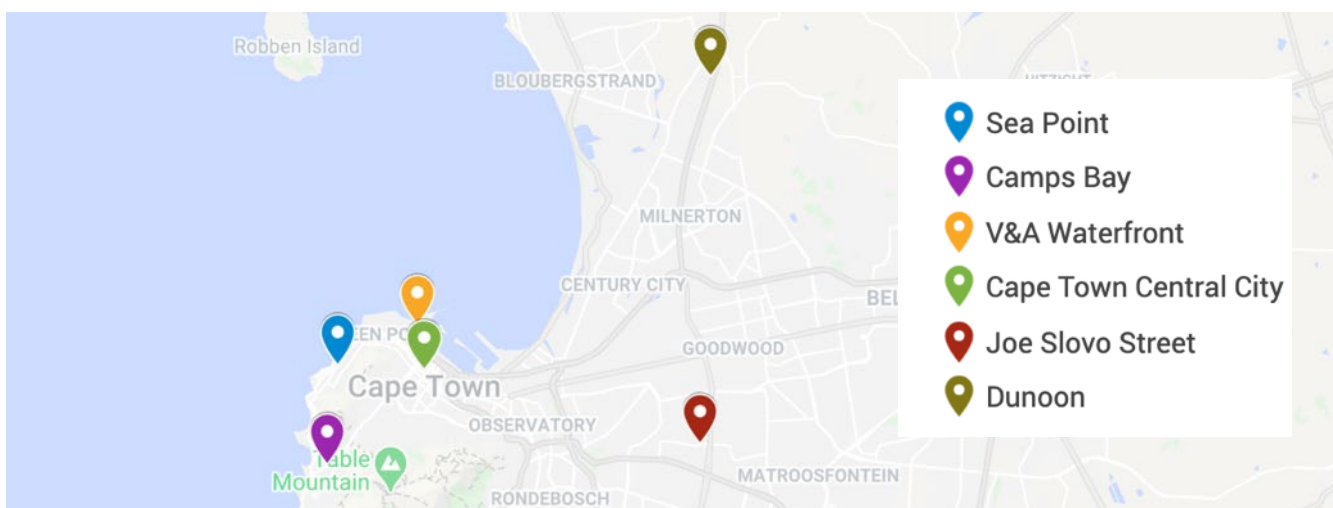 Robben Island
BLOUBERGSTRAND
Sea Point
Camps Bay
MILNERTON
V&A Waterfront
CENTURY CITY
Cape Town Central City
GOODWOOD
Joe Slovo Street
Cape Town
Dunoon
OBSERVATORY
Table
Mountain
MATROOSFONTEIN
RONDEBOSCH